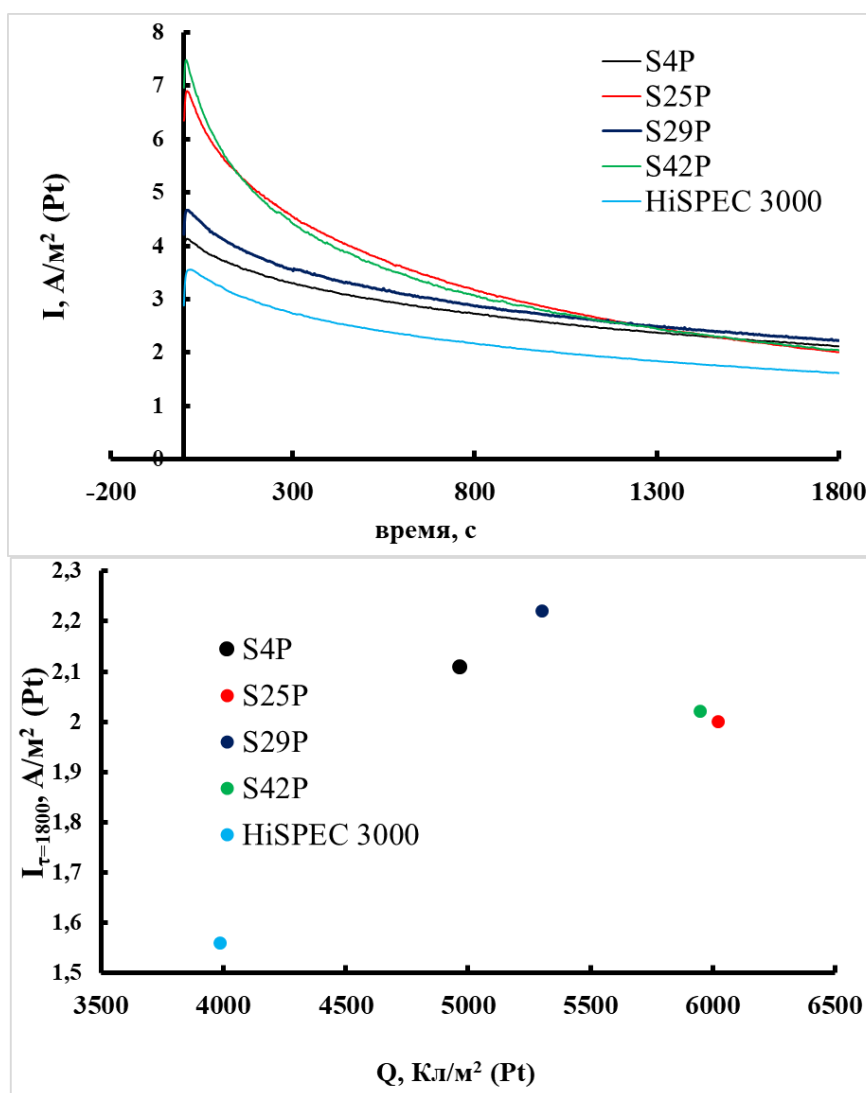 8
7
6
5
4
3
2
1
0
I, А/м² (Pt)
S4P
S25P
S29P
S42P
HiSPEC 3000
-200 300 800 1300 1800
время, с
2,3
2,2
2,1
2
1,9
1,8
1,7
1,6
1,5
Iτ=1800, А/м² (Pt)
S4P
S25P
S29P
S42P
HiSPEC 3000
3500 4000 4500 5000 5500 6000 6500
Q, Кл/м² (Pt)